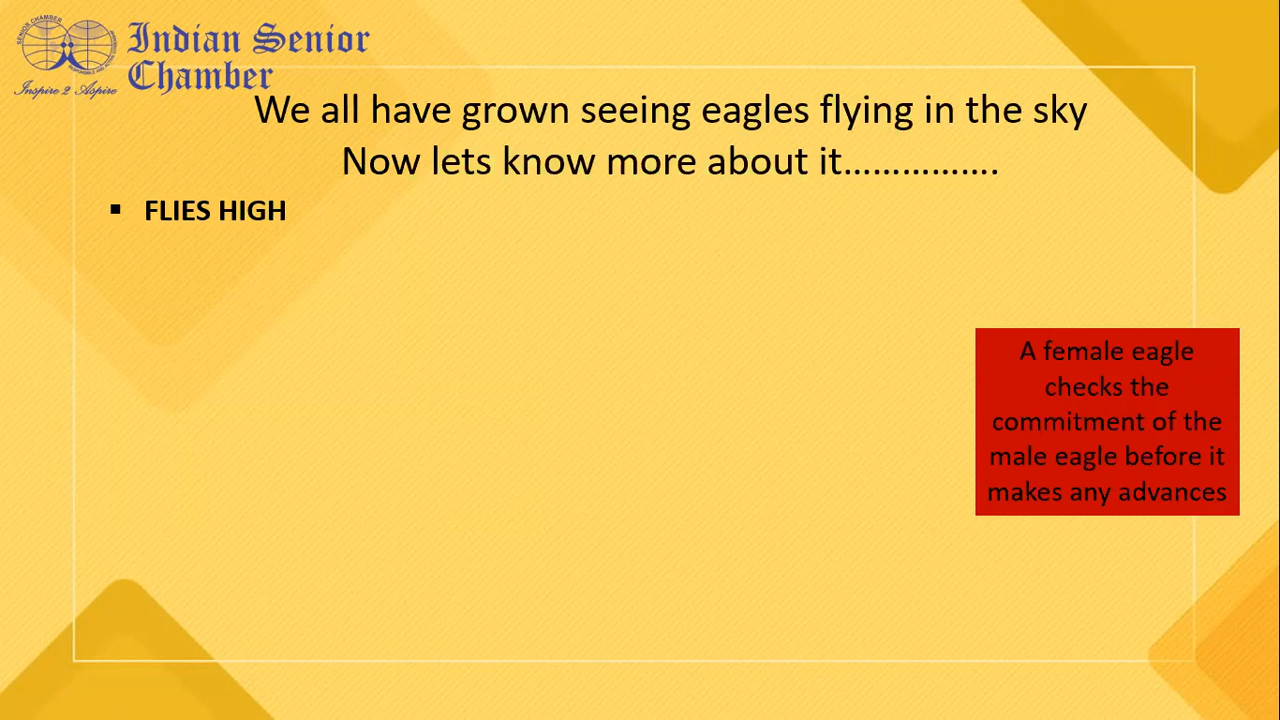 SENIOR CHAMBER
Indian Senior
Chamber
Inspire 2 Aspire
We all have grown seeing eagles flying in the sky
Now lets know more about it…………….
▪ FLIES HIGH
A female eagle
checks the
commitment of the
male eagle before it
makes any advances